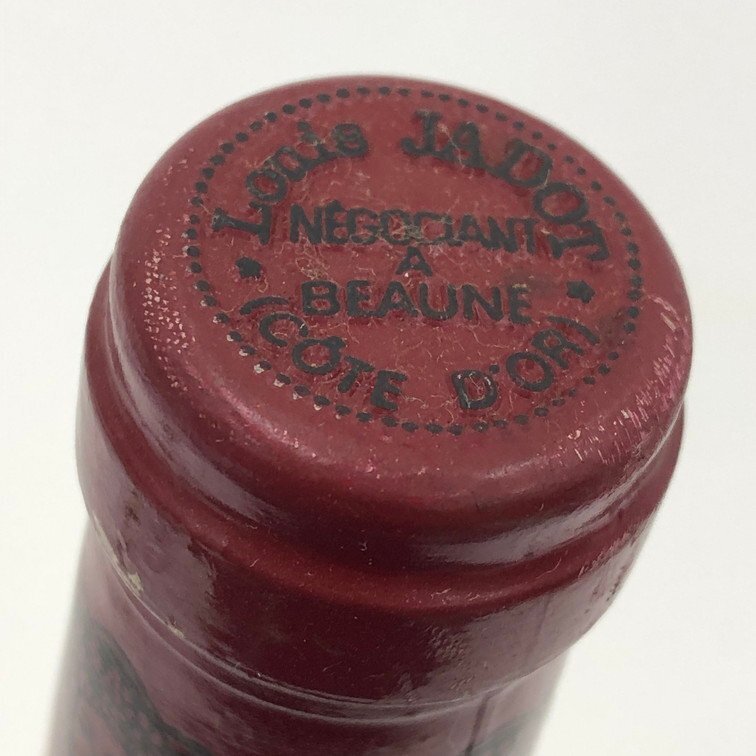 Louis JADOT
NÉGOCIANT
A
BEAUNE
(CÔTE D'OR)